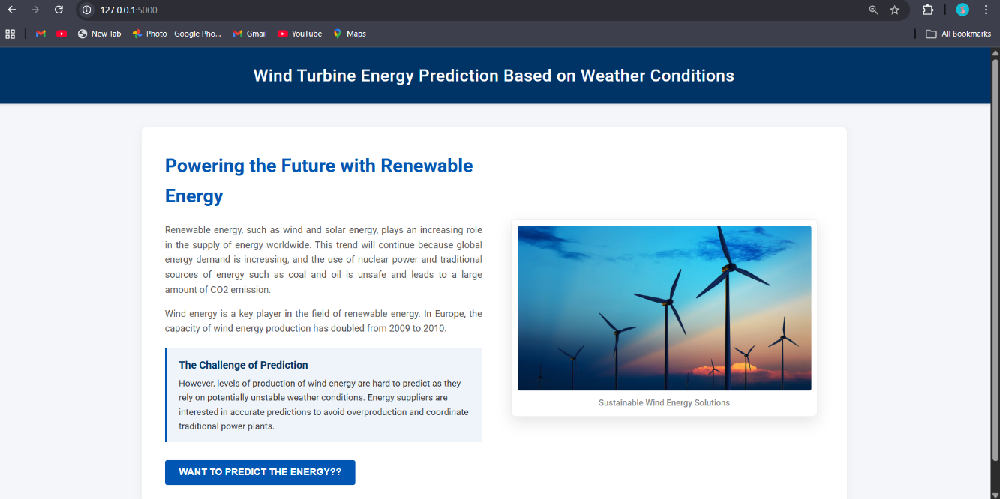 127.0.0.1:5000
New Tab
Photo - Google Pho...
Gmail
YouTube
Maps
All Bookmarks
Wind Turbine Energy Prediction Based on Weather Conditions
Powering the Future with Renewable
Energy
Renewable energy, such as wind and solar energy, plays an increasing role
in the supply of energy worldwide. This trend will continue because global
energy demand is increasing, and the use of nuclear power and traditional
sources of energy such as coal and oil is unsafe and leads to a large
amount of CO2 emission.
Wind energy is a key player in the field of renewable energy. In Europe, the
capacity of wind energy production has doubled from 2009 to 2010.
The Challenge of Prediction
However, levels of production of wind energy are hard to predict as they
rely on potentially unstable weather conditions. Energy suppliers are
interested in accurate predictions to avoid overproduction and coordinate
traditional power plants.
WANT TO PREDICT THE ENERGY??
Sustainable Wind Energy Solutions